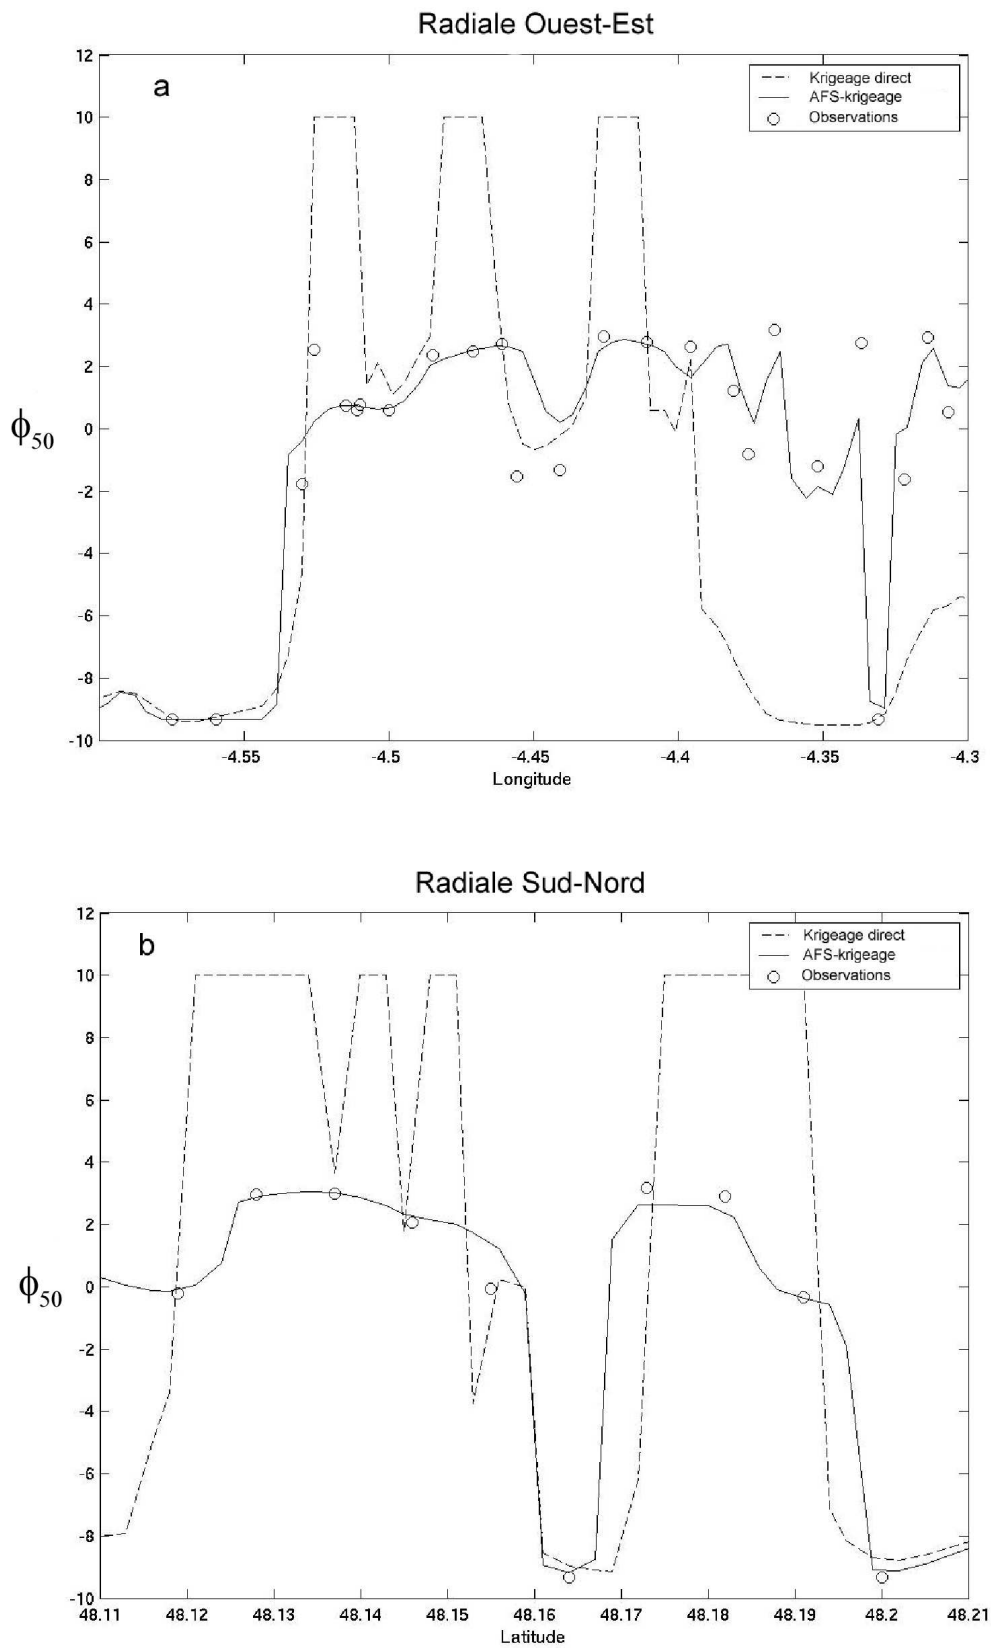 Radiale Ouest-Est
a
Krigeage direct
AFS-krigeage
Observations
12
10
8
6
4
2
0
-2
-4
-6
-8
-10
ϕ50
-4.55 -4.5 -4.45 -4.4 -4.35 -4.3
Longitude
Radiale Sud-Nord
b
Krigeage direct
AFS-krigeage
Observations
12
10
8
6
4
2
0
-2
-4
-6
-8
-10
ϕ50
48.11 48.12 48.13 48.14 48.15 48.16 48.17 48.18 48.19 48.2 48.21
Latitude